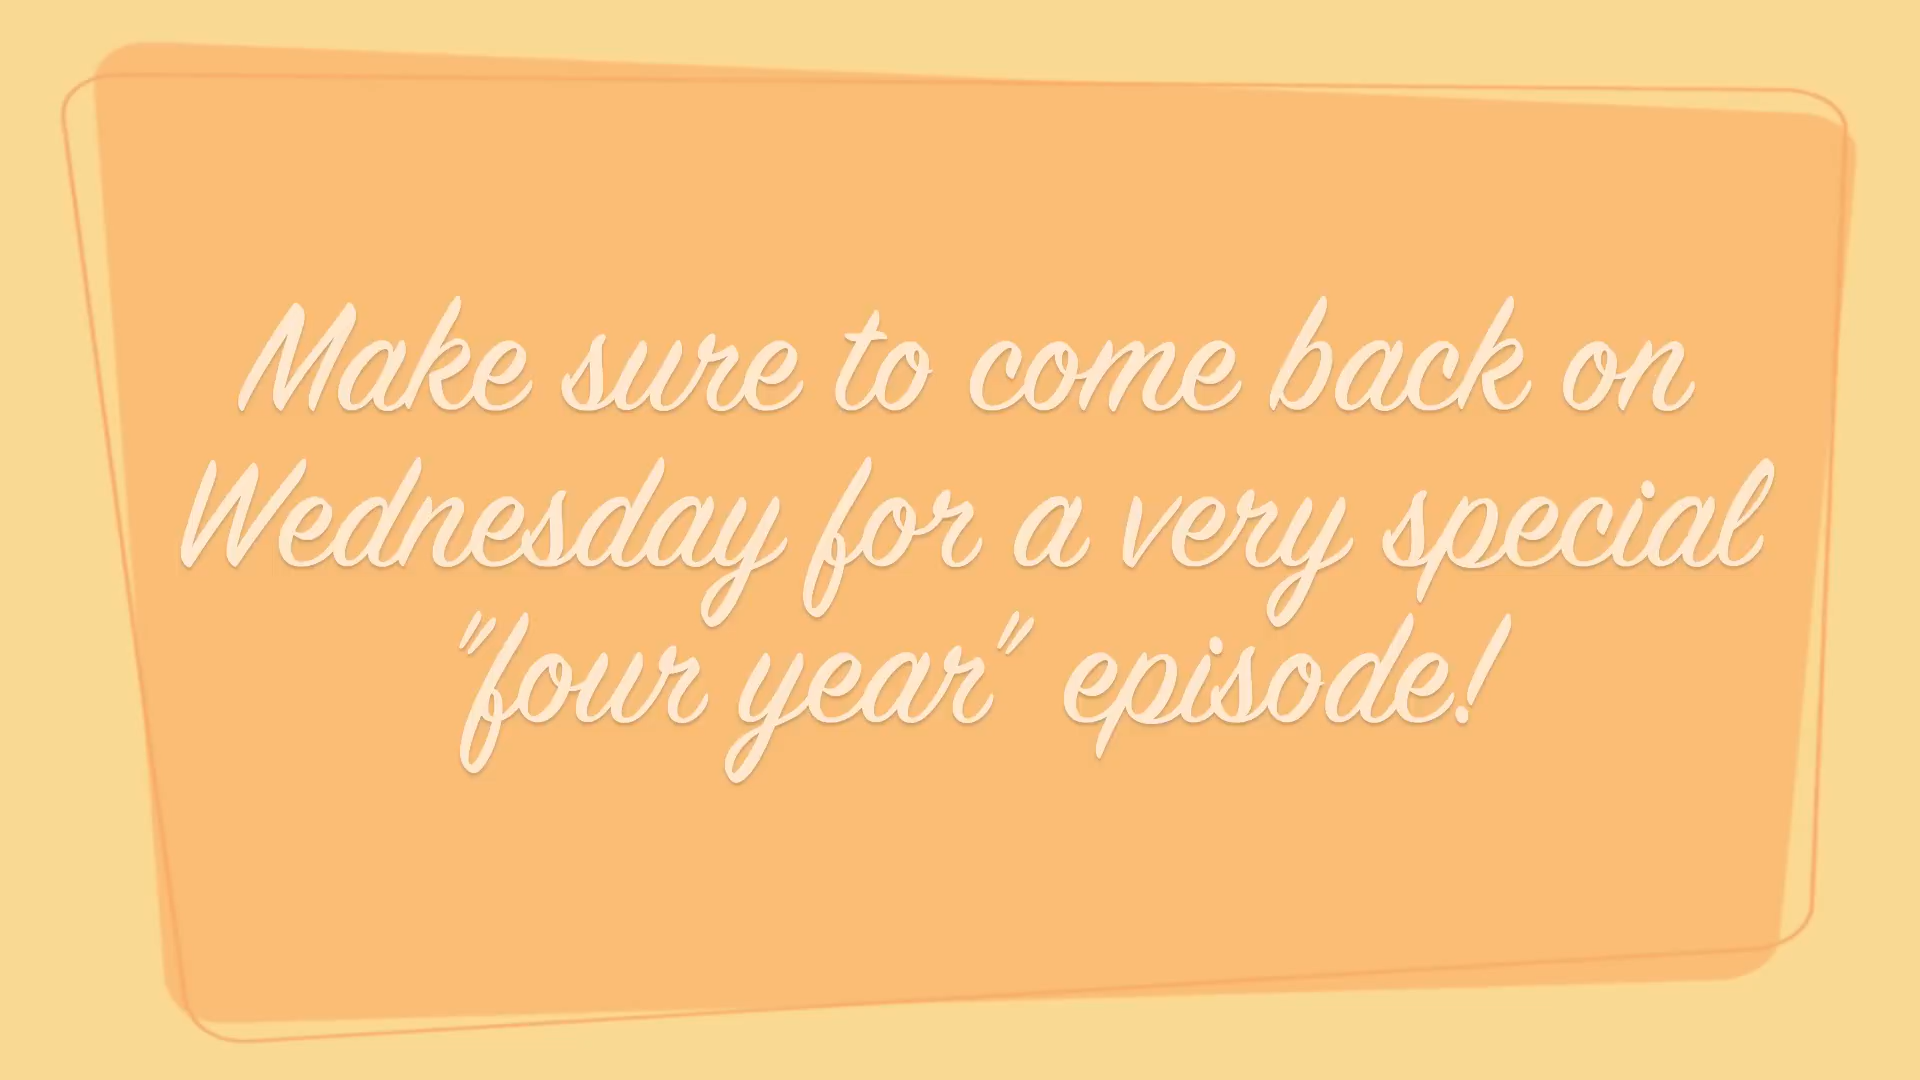 Make sure to come back on
Wednesday for a very special
"four year" episode!